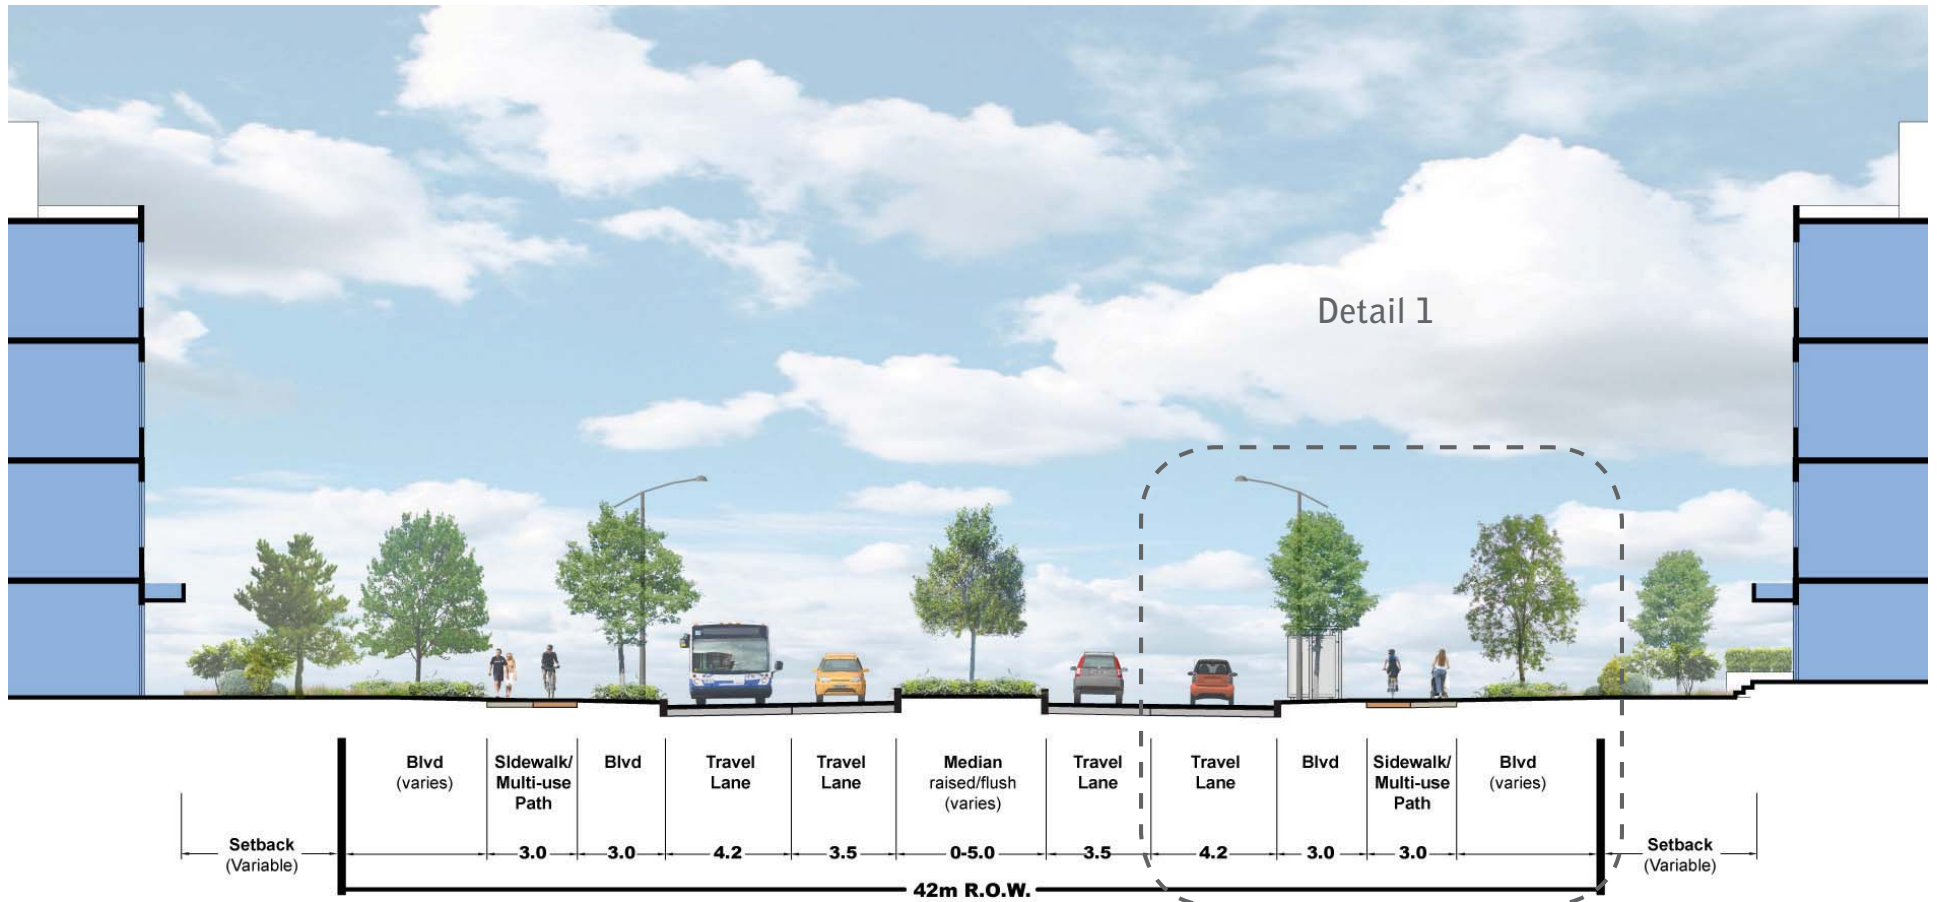 Detail 1
Blvd
(varies)
SIdewalk/
Multi-use
Path
Blvd
Travel
Lane
Travel
Lane
Median
raised/flush
(varies)
Travel
Lane
Travel
Lane
Blvd
Sidewalk/
Multi-use
Path
Blvd
(varies)
Setback
(Variable)
3.0
3.0
4.2
3.5
0-5.0
3.5
4.2
3.0
3.0
Setback
(Variable)
42m R.O.W.